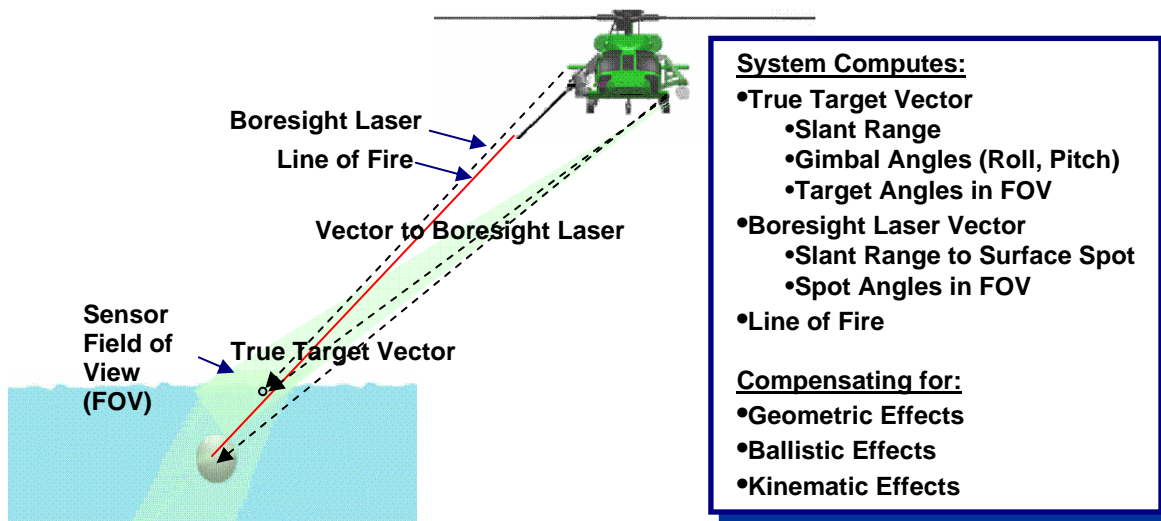 Boresight Laser
Line of Fire
Vector to Boresight Laser
Sensor
Field of
View
(FOV)
True Target Vector
System Computes:
•True Target Vector
•Slant Range
•Gimbal Angles (Roll, Pitch)
•Target Angles in FOV
•Boresight Laser Vector
•Slant Range to Surface Spot
•Spot Angles in FOV
•Line of Fire
Compensating for:
•Geometric Effects
•Ballistic Effects
•Kinematic Effects